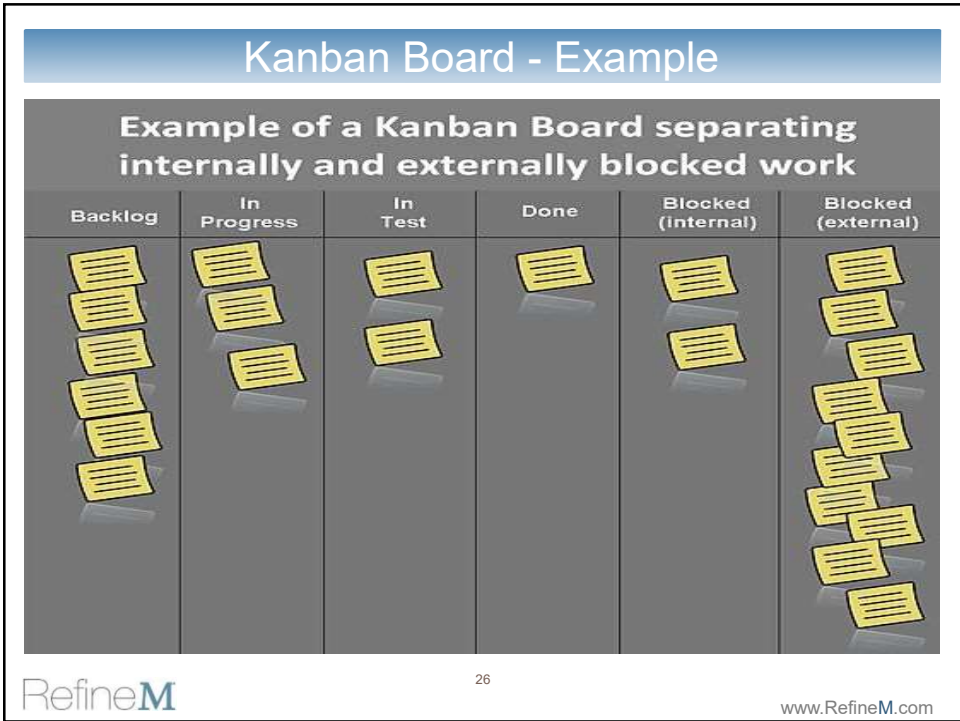 Kanban Board - Example
Example of a Kanban Board separating
internally and externally blocked work
Backlog
In
Progress
In
Test
Done
Blocked
(internal)
Blocked
(external)
RefineM
26
www.RefineM.com